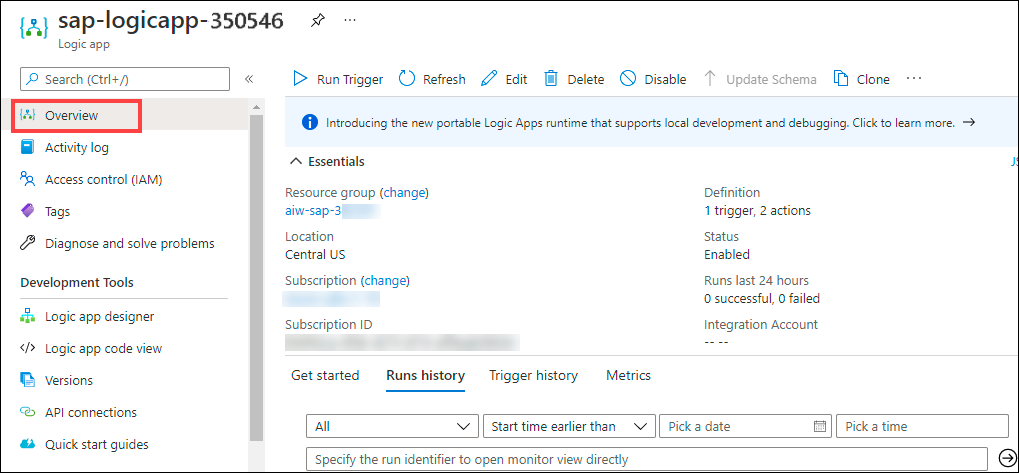 sap-logicapp-350546
Logic app
Search (Ctrl+/)
Run Trigger Refresh Edit Delete Disable Update Schema Clone
Overview
Activity log
Access control (IAM)
Tags
Diagnose and solve problems
Development Tools
Logic app designer
Logic app code view
Versions
API connections
Quick start guides
Introducing the new portable Logic Apps runtime that supports local development and debugging. Click to learn more.
Essentials
Resource group (change)
aiw-sap-3
Location
Central US
Subscription (change)
Subscription ID
Definition
1 trigger, 2 actions
Status
Enabled
Runs last 24 hours
0 successful, 0 failed
Integration Account
-- --
Get started Runs history Trigger history Metrics
All Start time earlier than Pick a date Pick a time
Specify the run identifier to open monitor view directly